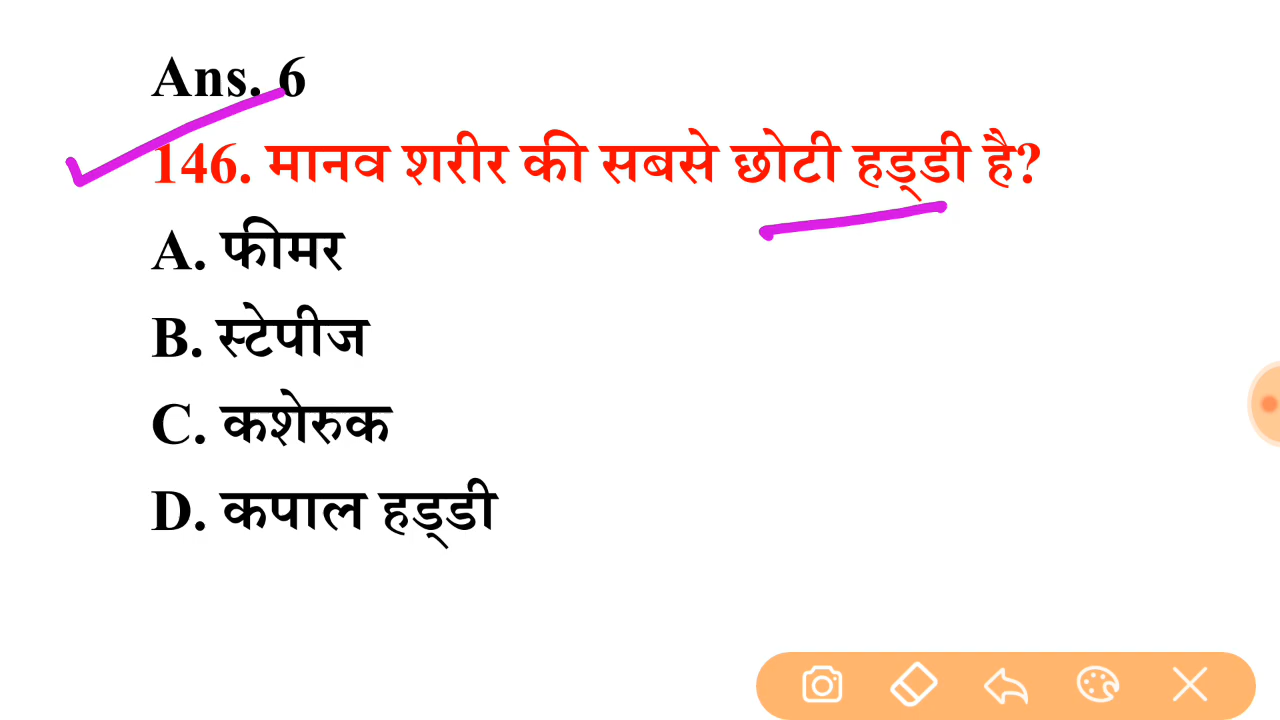 Ans. 6
146. मानव शरीर की सबसे छोटी हड्डी है?
A. फीमर
B. स्टेपीज
C. कशेरुक
D. कपाल हड्डी